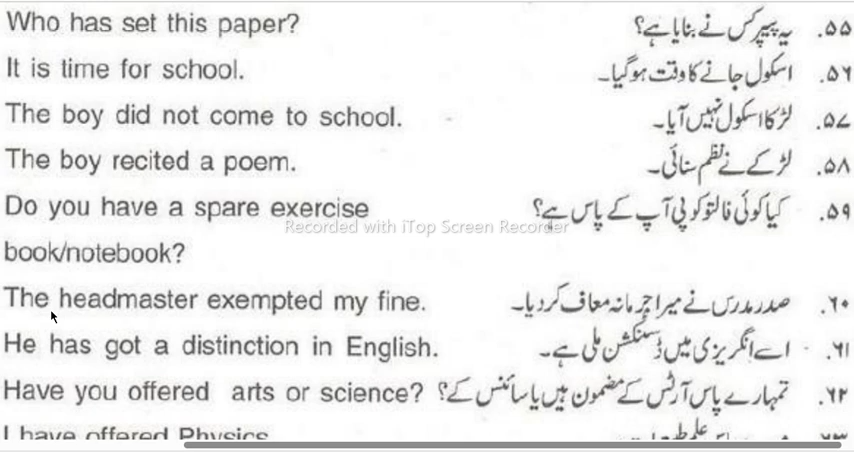 Who has set this paper? یہ پیپر کس نے بنایا ہے؟ .۵۵
It is time for school. اسکول جانے کا وقت ہوگیا۔ .۵۶
The boy did not come to school. لڑکا اسکول نہیں آیا۔ .۵۷
The boy recited a poem. لڑکے نے نظم سنائی۔ .۵۸
Do you have a spare exercise کیا کوئی فالتو کوپی آپ کے پاس ہے؟ .۵۹
Recorded with iTop Screen Recorder
book/notebook?
The headmaster exempted my fine. صدر مدرس نے میرا جرمانہ معاف کردیا۔ .۶۰
He has got a distinction in English. اسے انگریزی میں ڈسٹنکشن ملی ہے۔ .۶۱
Have you offered arts or science? تمہارے پاس آرٹس کے مضمون ہیں یا سائنس کے؟ .۶۲
I have offered Physics